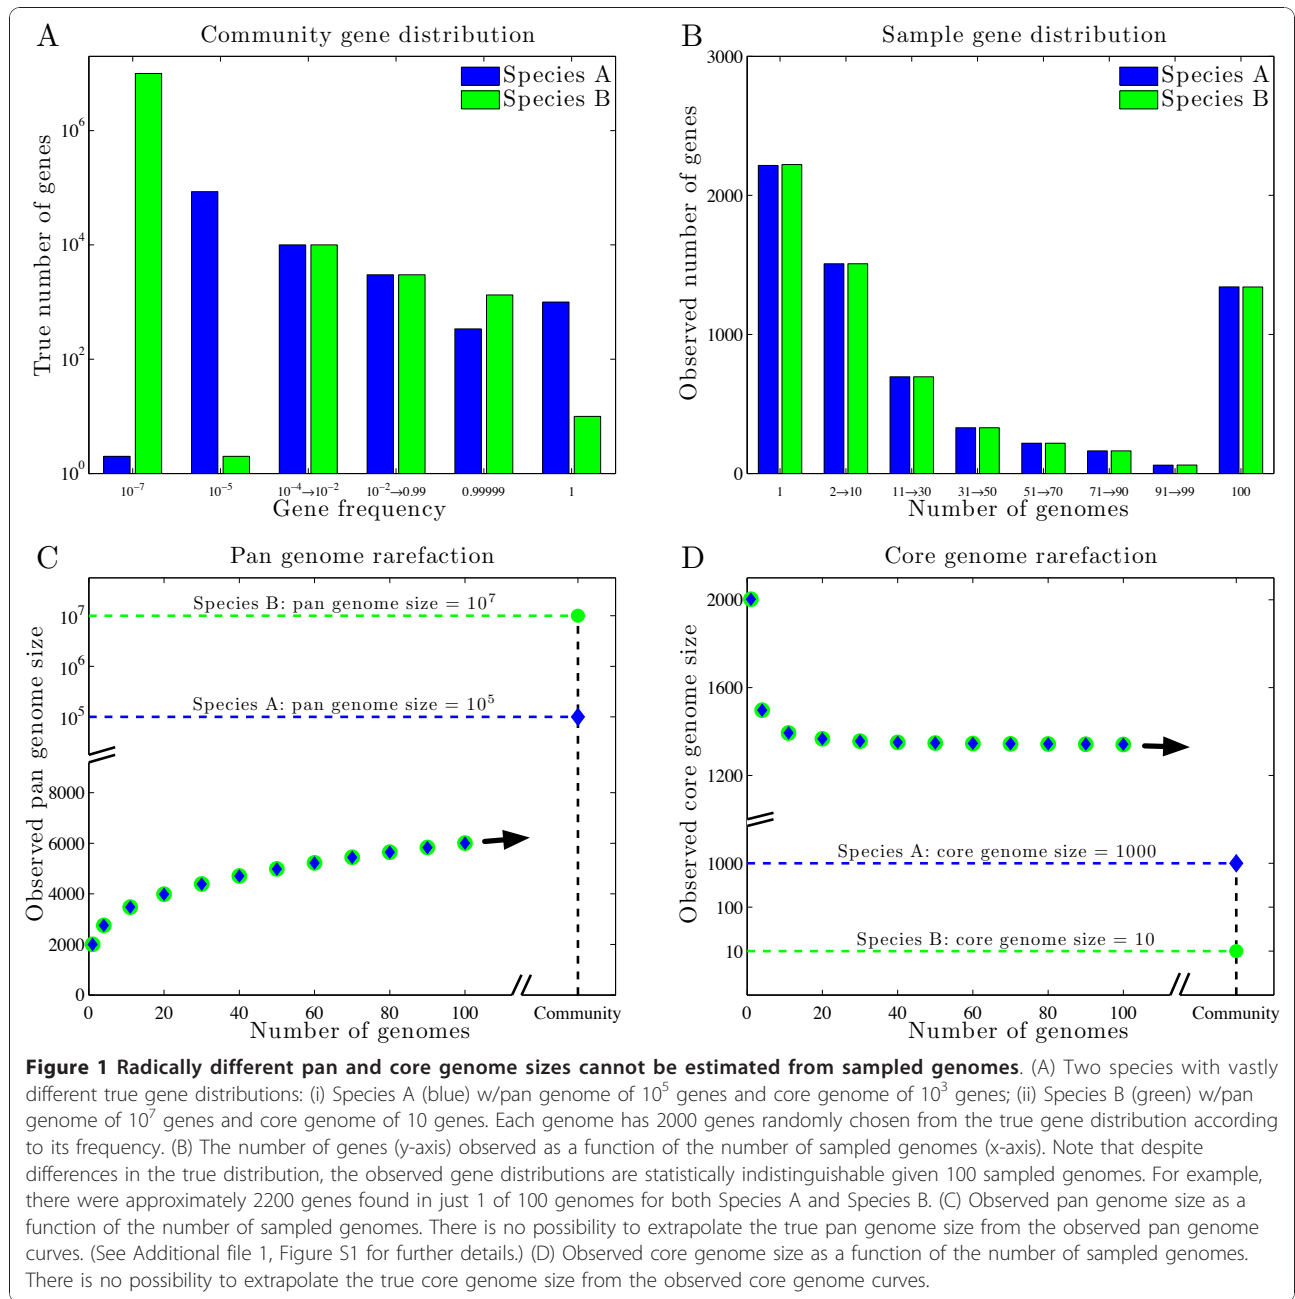 A
Community gene distribution
Species A
Species B
True number of genes
10^6
10^4
10^2
10^0
10^-7
10^-5
10^-4→10^-2
10^-2→0.99
0.99999
1
Gene frequency
B
Sample gene distribution
Species A
Species B
Observed number of genes
3000
2000
1000
0
1
2→10
11→30
31→50
51→70
71→90
91→99
100
Number of genomes
C
Pan genome rarefaction
Species B: pan genome size = 10^7
Species A: pan genome size = 10^5
Observed pan genome size
10^7
10^6
10^5
8000
6000
4000
2000
0
0
20
40
60
80
100
Community
Number of genomes
D
Core genome rarefaction
Observed core genome size
2000
1600
1200
1000
100
10
Species A: core genome size = 1000
Species B: core genome size = 10
0
20
40
60
80
100
Community
Number of genomes
Figure 1 Radically different pan and core genome sizes cannot be estimated from sampled genomes. (A) Two species with vastly
different true gene distributions: (i) Species A (blue) w/pan genome of 10^5 genes and core genome of 10^3 genes; (ii) Species B (green) w/pan
genome of 10^7 genes and core genome of 10 genes. Each genome has 2000 genes randomly chosen from the true gene distribution according
to its frequency. (B) The number of genes (y-axis) observed as a function of the number of sampled genomes (x-axis). Note that despite
differences in the true distribution, the observed gene distributions are statistically indistinguishable given 100 sampled genomes. For example,
there were approximately 2200 genes found in just 1 of 100 genomes for both Species A and Species B. (C) Observed pan genome size as a
function of the number of sampled genomes. There is no possibility to extrapolate the true pan genome size from the observed pan genome
curves. (See Additional file 1, Figure S1 for further details.) (D) Observed core genome size as a function of the number of sampled genomes.
There is no possibility to extrapolate the true core genome size from the observed core genome curves.